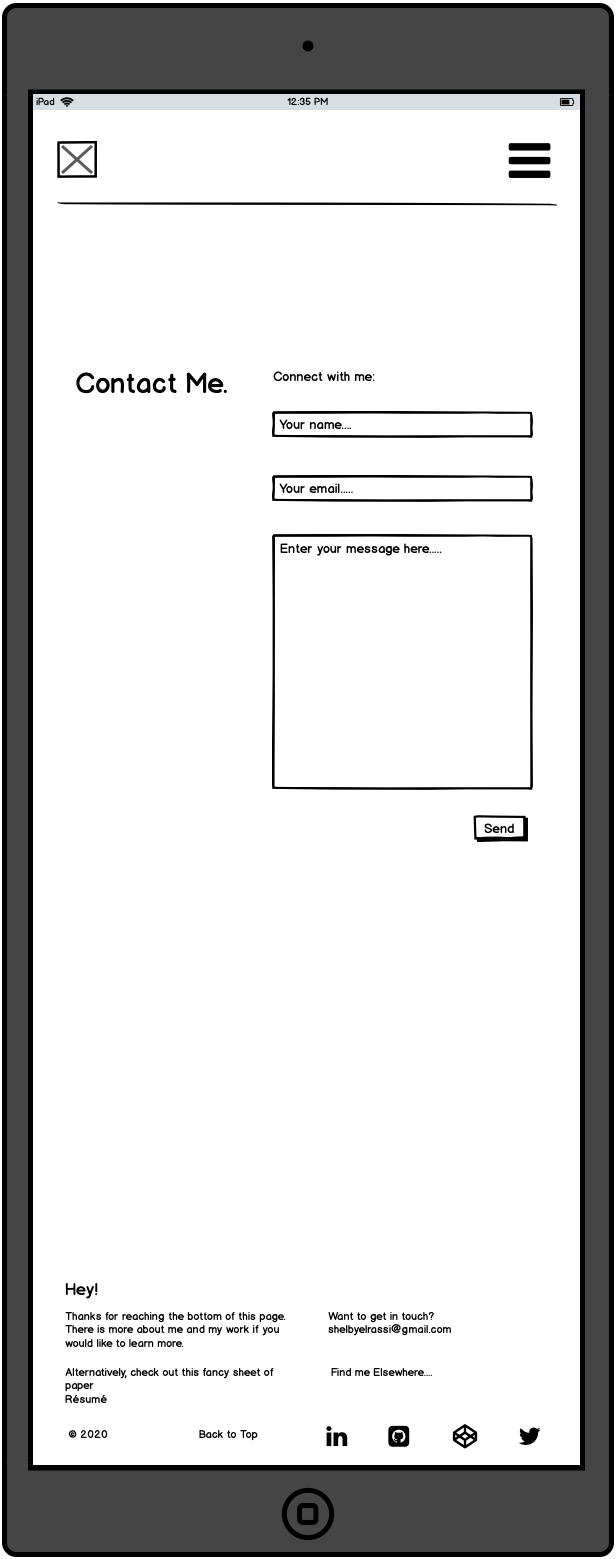 iPad
12:35 PM
Contact Me.
Connect with me:
Your name....
Your email.....
Enter your message here.....
Send
Hey!
Thanks for reaching the bottom of this page.
There is more about me and my work if you
would like to learn more.
Want to get in touch?
shelbyelrassi@gmail.com
Alternatively, check out this fancy sheet of
paper
Résumé
Find me Elsewhere....
© 2020
Back to Top
in